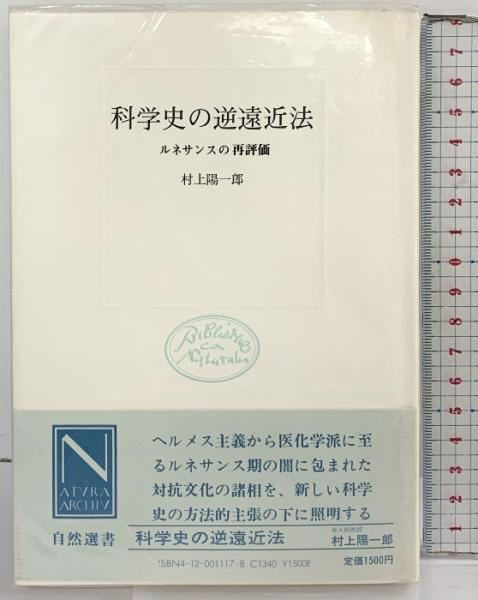 科学史の逆遠近法
ルネサンスの再評価
村上陽一郎
Bibliothe
ca
Naturalis
N
ATVRA
ARCHIV
ヘルメス主義から医化学派に至
るルネサンス期の闇に包まれた
対抗文化の諸相を、新しい科学
史の方法的主張の下に照明する
自然選書
科学史の逆遠近法
東大助教授
村上陽一郎
ISBN4-12-001117-8 C1340 ¥1500E
定価1500円